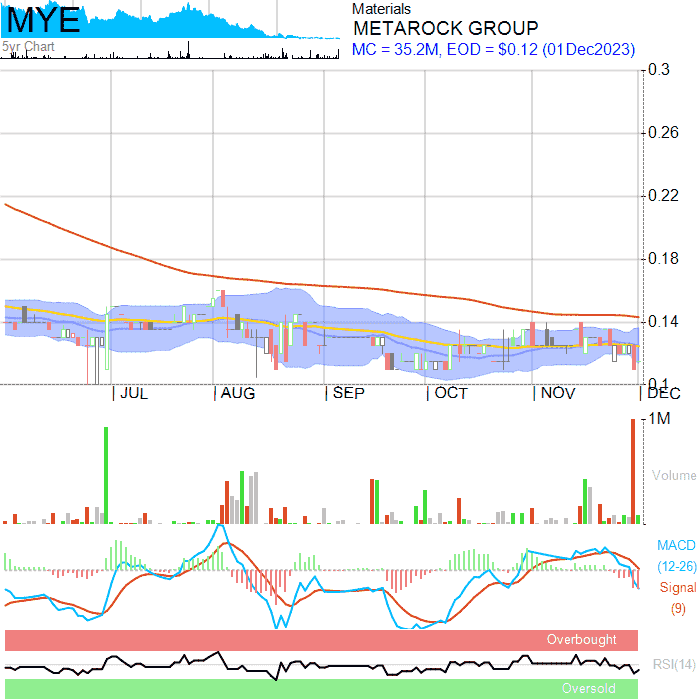 MYE
5yr Chart
Materials
METAROCK GROUP
MC = 35.2M, EOD = $0.12 (01Dec2023)
0.3
0.26
0.22
0.18
0.14
0.1
JUL
AUG
SEP
OCT
NOV
DEC
1M
Volume
MACD
(12-26)
Signal
(9)
Overbought
RSI(14)
Oversold